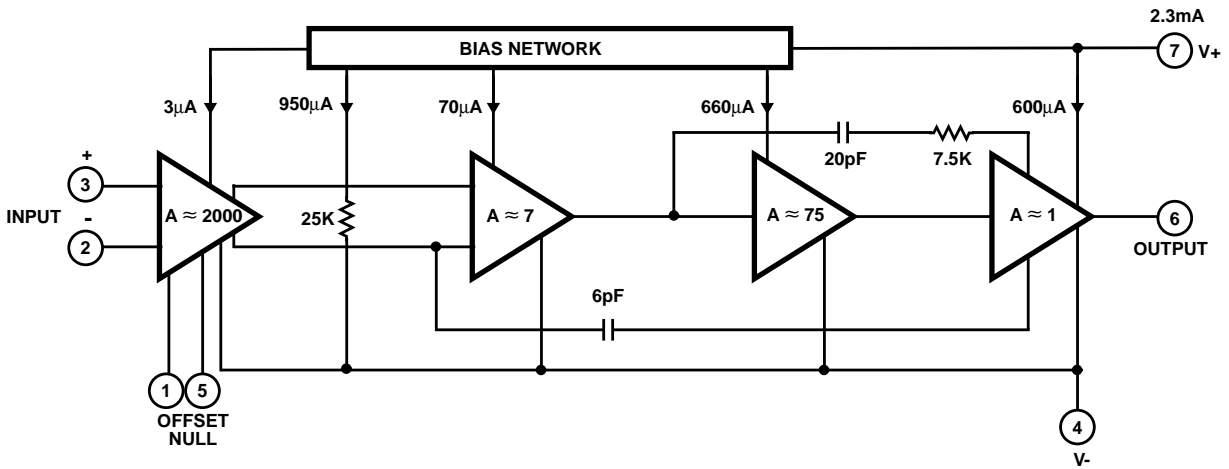 2.3mA
BIAS NETWORK
7
V+
3μA
950μA
70μA
660μA
600μA
20pF
7.5K
+
3
INPUT
-
2
A ≈ 2000
25K
A ≈ 7
A ≈ 75
A ≈ 1
6
OUTPUT
6pF
1
5
OFFSET
NULL
4
V-